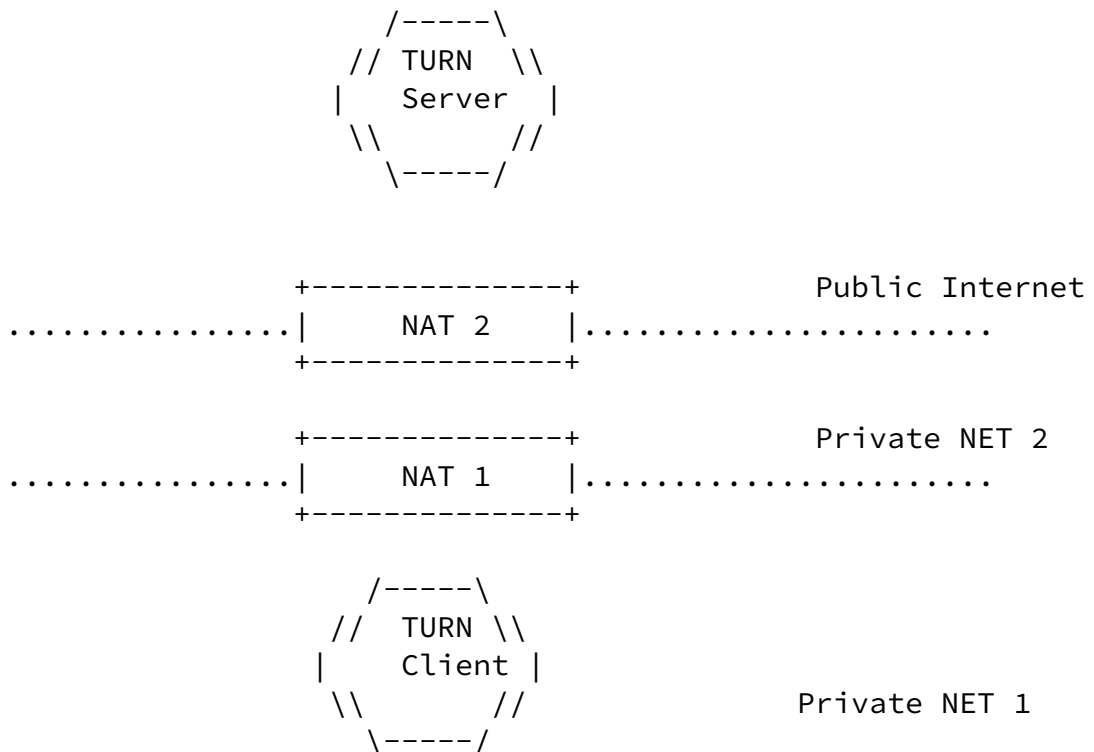 /-----\
// TURN \\
| Server |
\\ //
\-----/
+--------------+ Public Internet
................| NAT 2 |.......................
+--------------+
+--------------+ Private NET 2
................| NAT 1 |.......................
+--------------+
/-----\
// TURN \\
| Client |
\\ // Private NET 1
\-----/